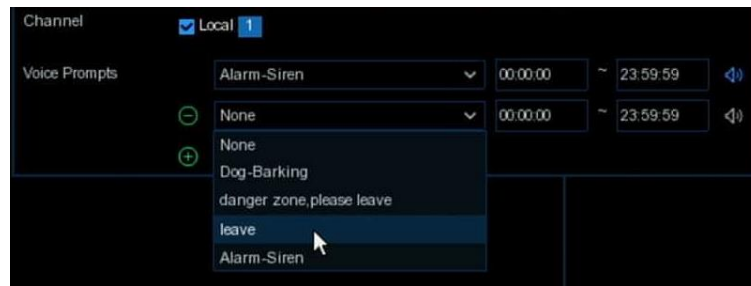 Channel Local 1
Voice Prompts Alarm-Siren 00:00:00 ~ 23:59:59
None 00:00:00 ~ 23:59:59
None
Dog-Barking
danger zone,please leave
leave
Alarm-Siren